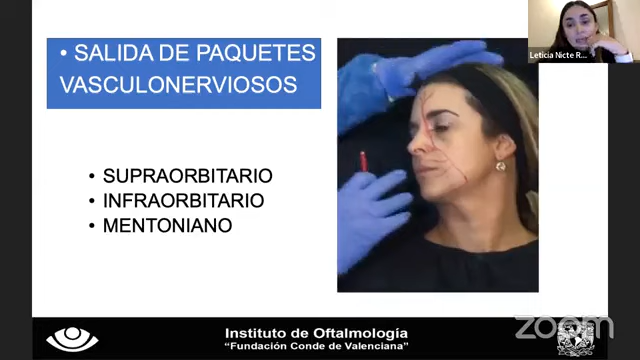 • SALIDA DE PAQUETES
VASCULONERVIOSOS
Leticia Nicte R...
• SUPRAORBITARIO
• INFRAORBITARIO
• MENTONIANO
Instituto de Oftalmología
“Fundación Conde de Valenciana”
zoom